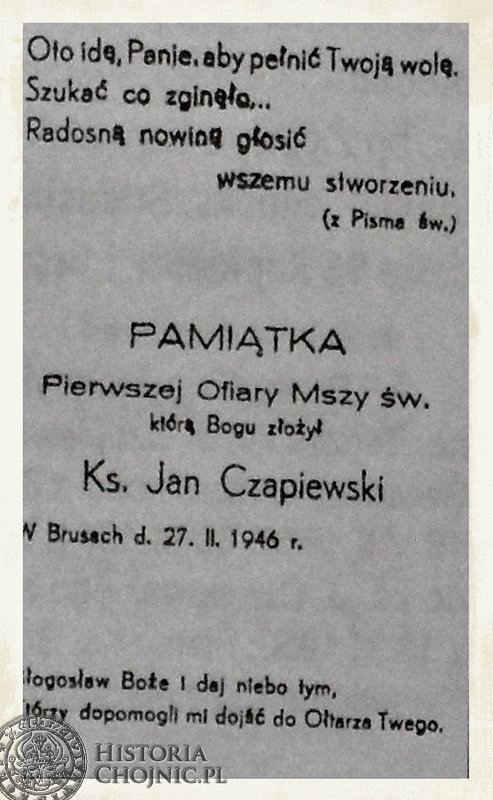 Oto idę, Panie, aby pełnić Twoją wolę.
Szukać co zginęło...
Radosną nowinę głosić
wszemu stworzeniu.
(z Pisma św.)
PAMIĄTKA
Pierwszej Ofiary Mszy św.
którą Bogu złożył
Ks. Jan Czapiewski
W Brusach d. 27. II. 1946 r.
łogosław Boże i daj niebo tym,
tórzy dopomogli mi dojść do Ołtarza Twego.
HISTORIA
CHOJNIC.PL